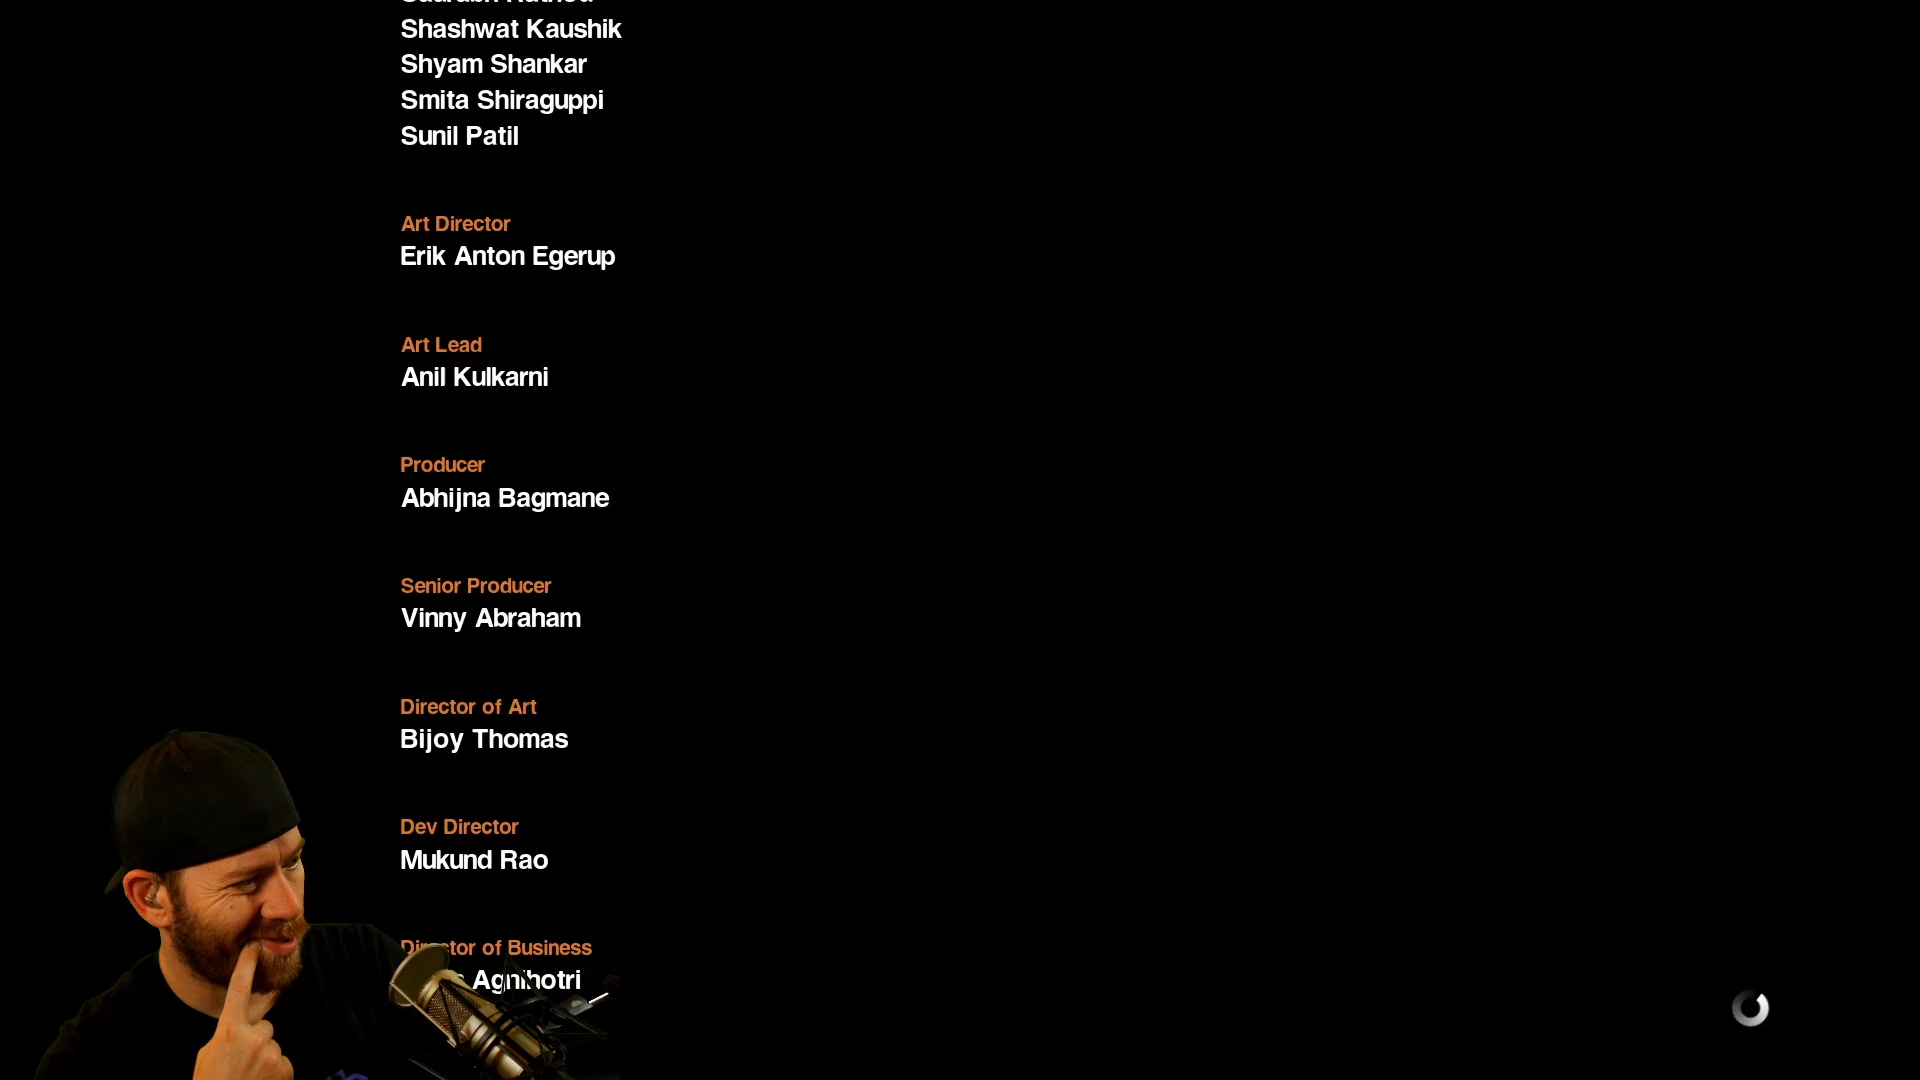 Shashwat Kaushik
Shyam Shankar
Smita Shiraguppi
Sunil Patil
Art Director
Erik Anton Egerup
Art Lead
Anil Kulkarni
Producer
Abhijna Bagmane
Senior Producer
Vinny Abraham
Director of Art
Bijoy Thomas
Dev Director
Mukund Rao
Director of Business
Agnihotri